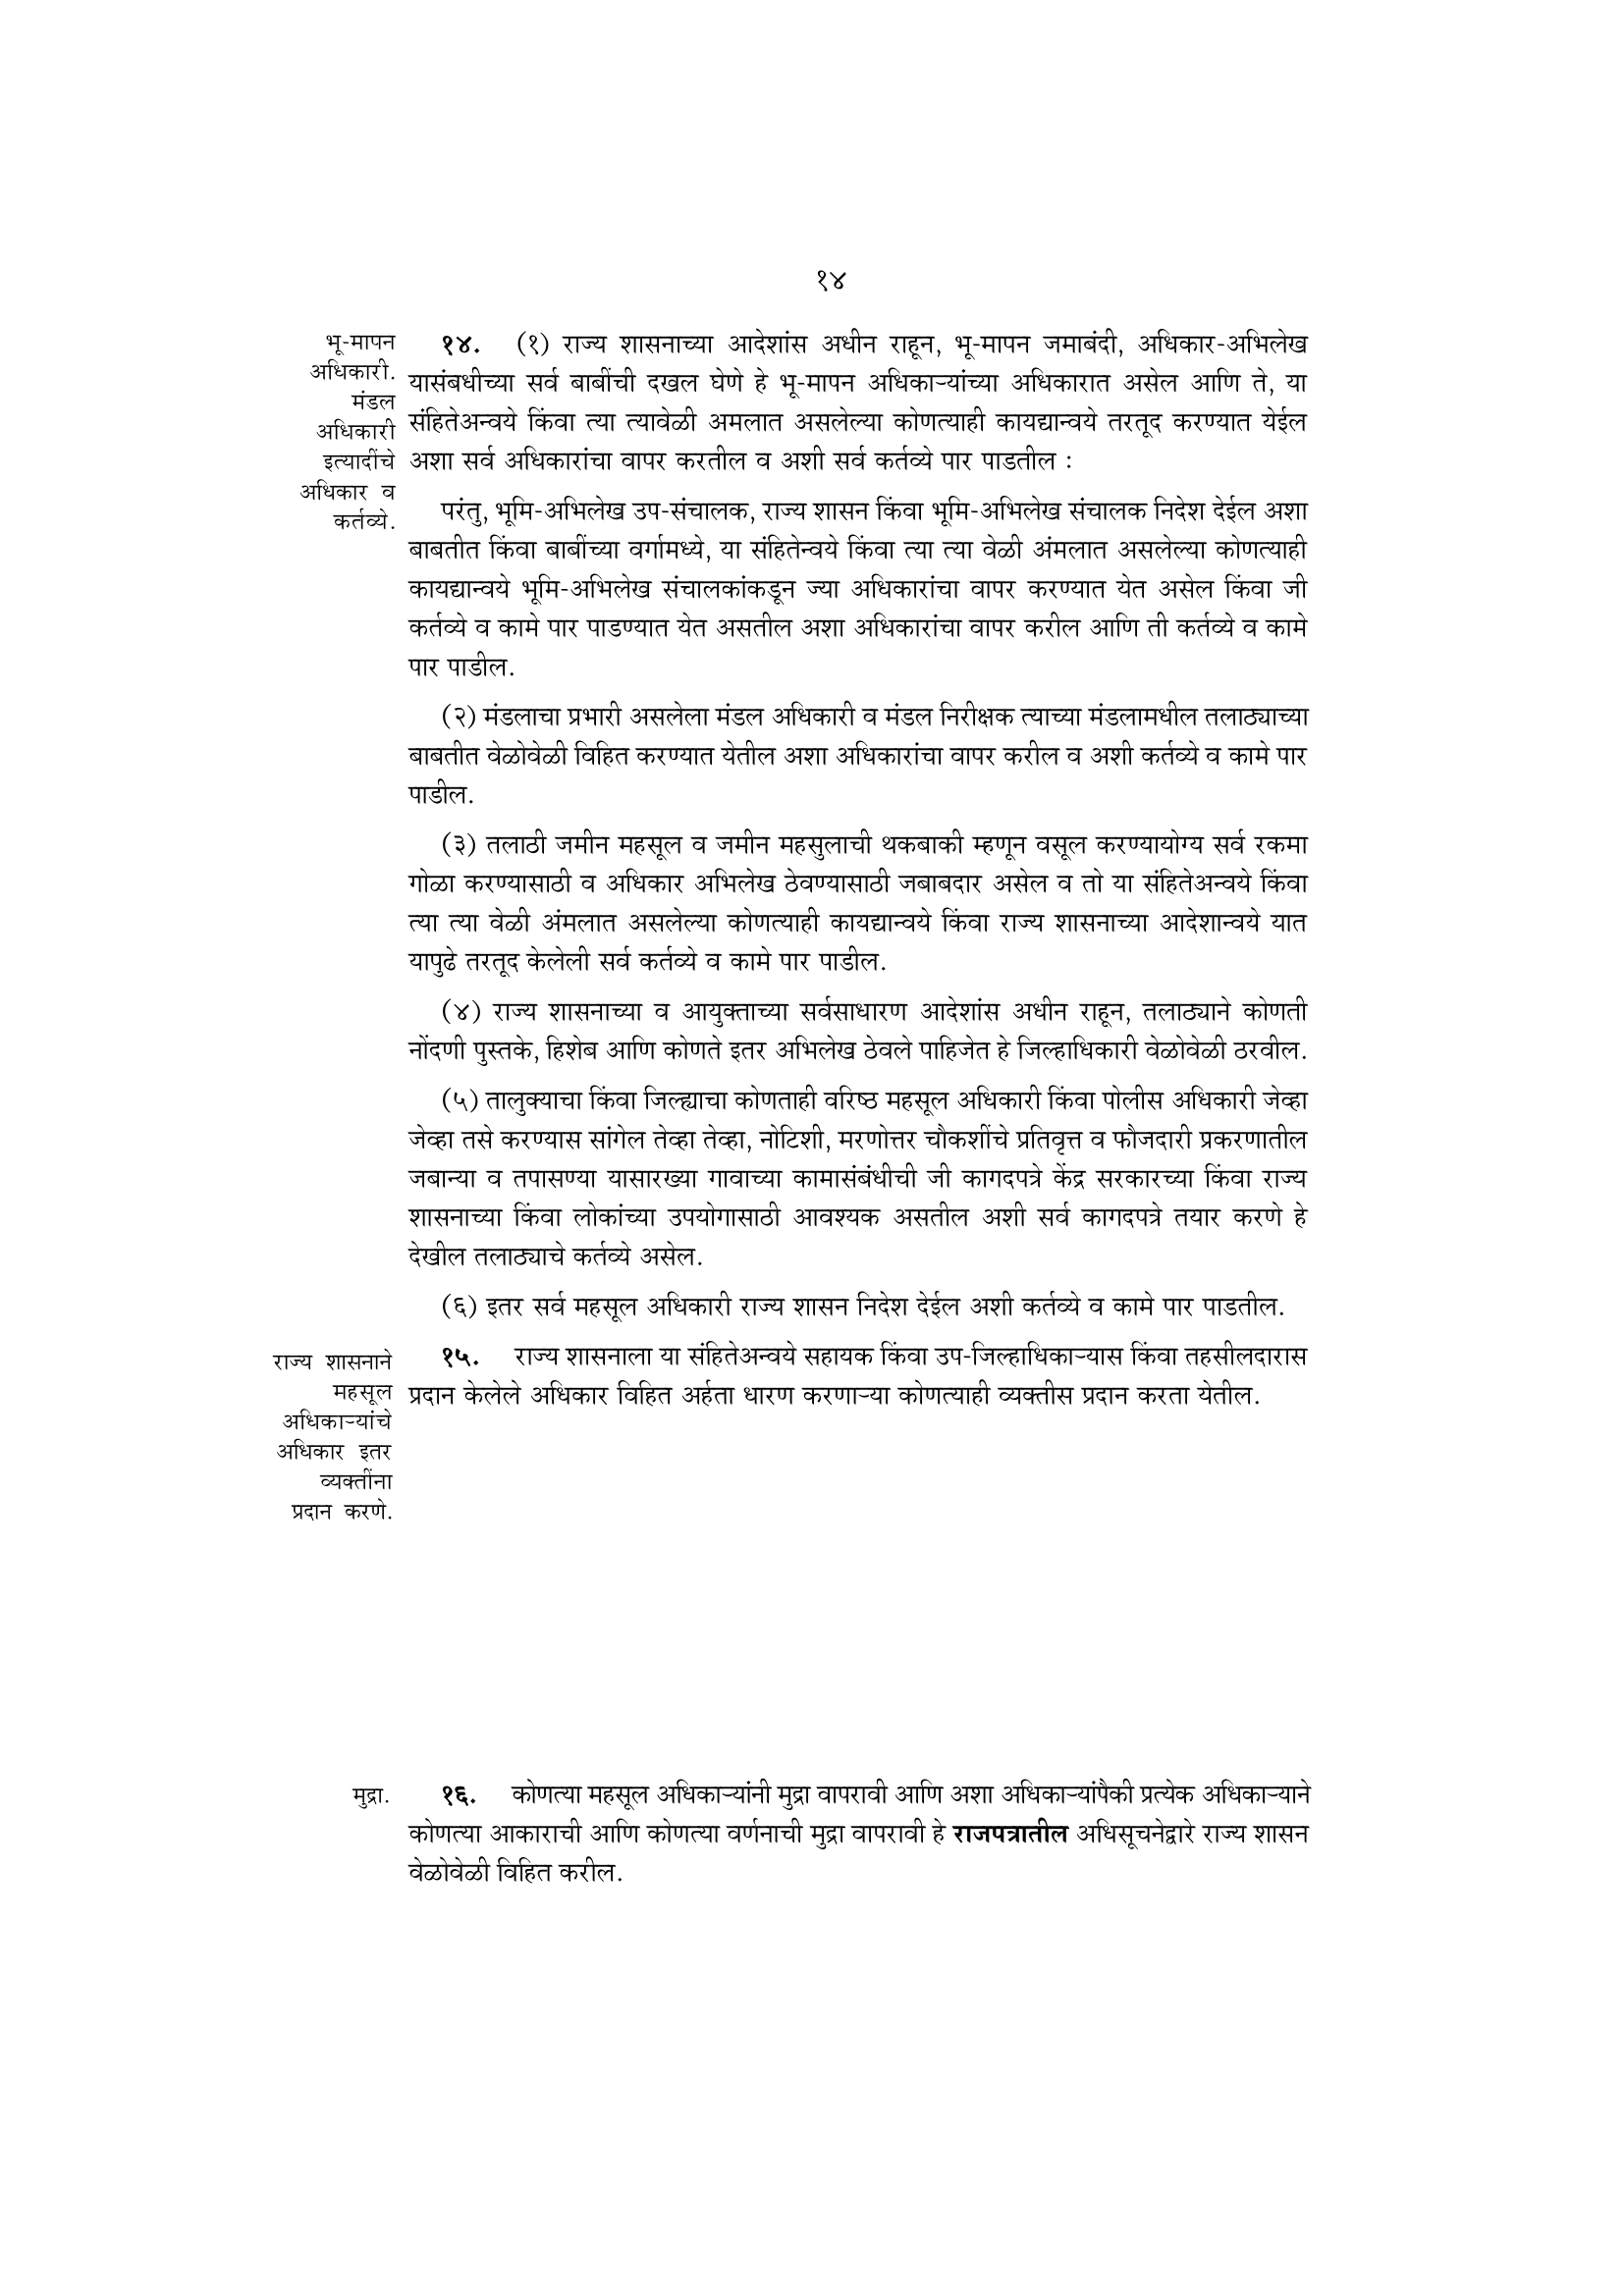 १४
भू-मापन
अधिकारी.
मंडल
अधिकारी
इत्यादींचे
अधिकार व
कर्तव्ये.
१४. (१) राज्य शासनाच्या आदेशांस अधीन राहून, भू-मापन जमाबंदी, अधिकार-अभिलेख
यासंबधीच्या सर्व बाबींची दखल घेणे हे भू-मापन अधिकाऱ्यांच्या अधिकारात असेल आणि ते, या
संहितेअन्वये किंवा त्या त्यावेळी अमलात असलेल्या कोणत्याही कायद्यान्वये तरतूद करण्यात येईल
अशा सर्व अधिकारांचा वापर करतील व अशी सर्व कर्तव्ये पार पाडतील :
परंतु, भूमि-अभिलेख उप-संचालक, राज्य शासन किंवा भूमि-अभिलेख संचालक निदेश देईल अशा
बाबतीत किंवा बाबींच्या वर्गामध्ये, या संहितेन्वये किंवा त्या त्या वेळी अंमलात असलेल्या कोणत्याही
कायद्यान्वये भूमि-अभिलेख संचालकांकडून ज्या अधिकारांचा वापर करण्यात येत असेल किंवा जी
कर्तव्ये व कामे पार पाडण्यात येत असतील अशा अधिकारांचा वापर करील आणि ती कर्तव्ये व कामे
पार पाडील.
(२) मंडलाचा प्रभारी असलेला मंडल अधिकारी व मंडल निरीक्षक त्याच्या मंडलामधील तलाठ्याच्या
बाबतीत वेळोवेळी विहित करण्यात येतील अशा अधिकारांचा वापर करील व अशी कर्तव्ये व कामे पार
पाडील.
(३) तलाठी जमीन महसूल व जमीन महसुलाची थकबाकी म्हणून वसूल करण्यायोग्य सर्व रकमा
गोळा करण्यासाठी व अधिकार अभिलेख ठेवण्यासाठी जबाबदार असेल व तो या संहितेअन्वये किंवा
त्या त्या वेळी अंमलात असलेल्या कोणत्याही कायद्यान्वये किंवा राज्य शासनाच्या आदेशान्वये यात
यापुढे तरतूद केलेली सर्व कर्तव्ये व कामे पार पाडील.
(४) राज्य शासनाच्या व आयुक्ताच्या सर्वसाधारण आदेशांस अधीन राहून, तलाठ्याने कोणती
नोंदणी पुस्तके, हिशेब आणि कोणते इतर अभिलेख ठेवले पाहिजेत हे जिल्हाधिकारी वेळोवेळी ठरवील.
(५) तालुक्याचा किंवा जिल्ह्याचा कोणताही वरिष्ठ महसूल अधिकारी किंवा पोलीस अधिकारी जेव्हा
जेव्हा तसे करण्यास सांगेल तेव्हा तेव्हा, नोटिशी, मरणोत्तर चौकशींचे प्रतिवृत्त व फौजदारी प्रकरणातील
जबान्या व तपासण्या यासारख्या गावाच्या कामासंबंधीची जी कागदपत्रे केंद्र सरकारच्या किंवा राज्य
शासनाच्या किंवा लोकांच्या उपयोगासाठी आवश्यक असतील अशी सर्व कागदपत्रे तयार करणे हे
देखील तलाठ्याचे कर्तव्ये असेल.
(६) इतर सर्व महसूल अधिकारी राज्य शासन निदेश देईल अशी कर्तव्ये व कामे पार पाडतील.
राज्य शासनाने
महसूल
अधिकाऱ्यांचे
अधिकार इतर
व्यक्तींना
प्रदान करणे.
१५. राज्य शासनाला या संहितेअन्वये सहायक किंवा उप-जिल्हाधिकाऱ्यास किंवा तहसीलदारास
प्रदान केलेले अधिकार विहित अर्हता धारण करणाऱ्या कोणत्याही व्यक्तीस प्रदान करता येतील.
मुद्रा.
१६. कोणत्या महसूल अधिकाऱ्यांनी मुद्रा वापरावी आणि अशा अधिकाऱ्यांपैकी प्रत्येक अधिकाऱ्याने
कोणत्या आकाराची आणि कोणत्या वर्णनाची मुद्रा वापरावी हे राजपत्रातील अधिसूचनेद्वारे राज्य शासन
वेळोवेळी विहित करील.